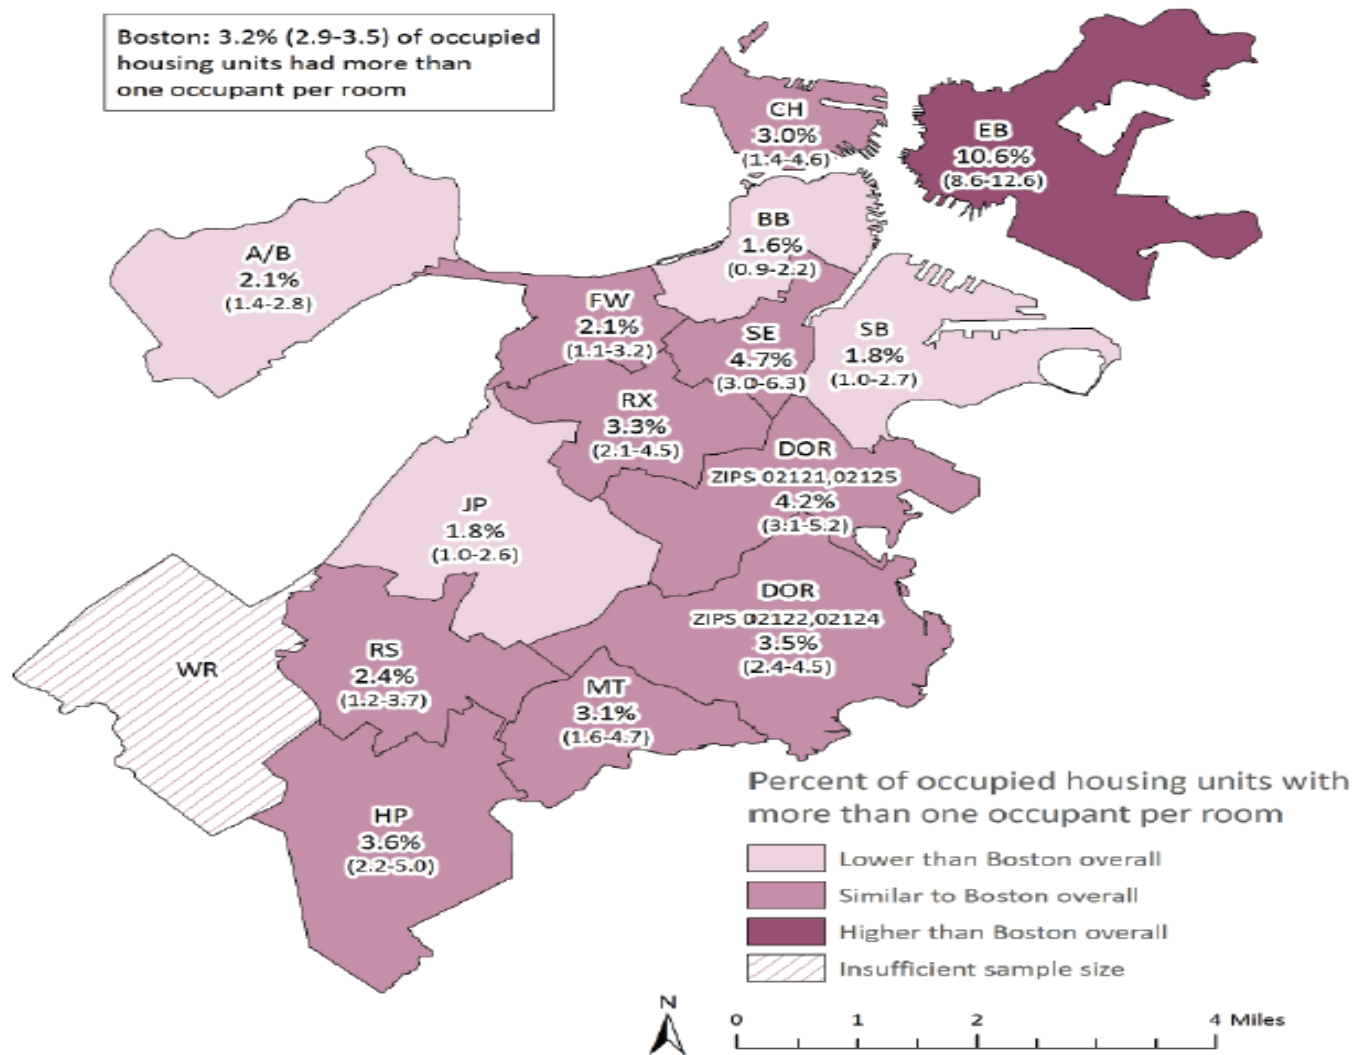 Boston: 3.2% (2.9-3.5) of occupied
housing units had more than
one occupant per room
CH
3.0%
(1.4-4.6)
EB
10.6%
(8.6-12.6)
BB
1.6%
(0.9-2.2)
A/B
2.1%
(1.4-2.8)
FW
2.1%
(1.1-3.2)
SE
4.7%
(3.0-6.3)
SB
1.8%
(1.0-2.7)
RX
3.3%
(2.1-4.5)
DOR
ZIPS 02121,02125
4.2%
(3.1-5.2)
JP
1.8%
(1.0-2.6)
DOR
ZIPS 02122,02124
3.5%
(2.4-4.5)
WR
RS
2.4%
(1.2-3.7)
MT
3.1%
(1.6-4.7)
HP
3.6%
(2.2-5.0)
Percent of occupied housing units with
more than one occupant per room
Lower than Boston overall
Similar to Boston overall
Higher than Boston overall
Insufficient sample size
N
0 1 2 4 Miles